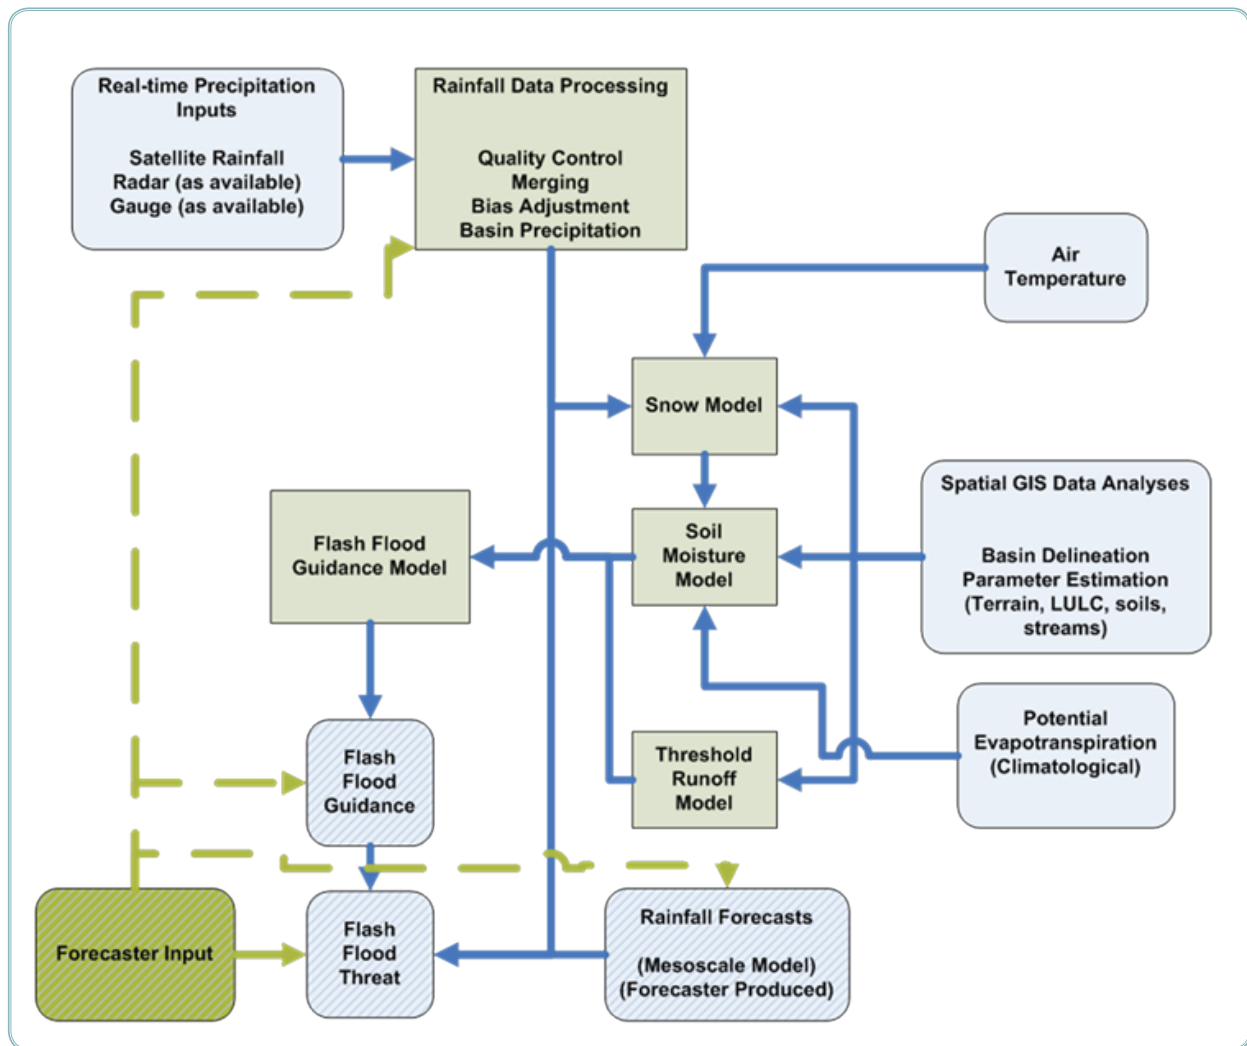 Real-time Precipitation
Inputs
Satellite Rainfall
Radar (as available)
Gauge (as available)
Rainfall Data Processing
Quality Control
Merging
Bias Adjustment
Basin Precipitation
Air
Temperature
Snow Model
Spatial GIS Data Analyses
Basin Delineation
Parameter Estimation
(Terrain, LULC, soils,
streams)
Flash Flood
Guidance Model
Soil
Moisture
Model
Potential
Evapotranspiration
(Climatological)
Flash
Flood
Guidance
Threshold
Runoff
Model
Forecaster Input
Flash
Flood
Threat
Rainfall Forecasts
(Mesoscale Model)
(Forecaster Produced)